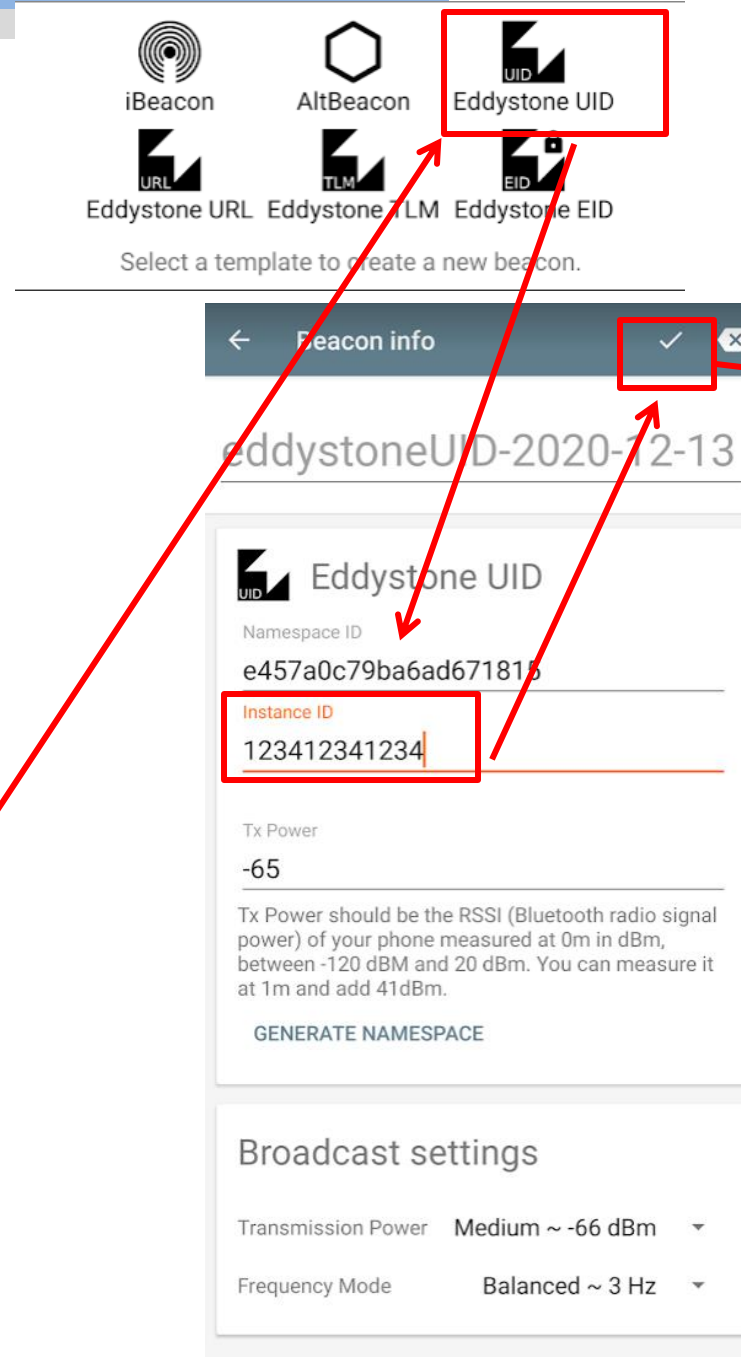 UID
iBeacon AltBeacon Eddystone UID
URL TLM EID
Eddystone URL Eddystone TLM Eddystone EID
Select a template to create a new beacon.
Beacon info
eddystoneUID-2020-12-13
UID Eddystone UID
Namespace ID
e457a0c79ba6ad671815
Instance ID
123412341234
Tx Power
-65
Tx Power should be the RSSI (Bluetooth radio signal
power) of your phone measured at 0m in dBm,
between -120 dBM and 20 dBm. You can measure it
at 1m and add 41dBm.
GENERATE NAMESPACE
Broadcast settings
Transmission Power Medium ~ -66 dBm
Frequency Mode Balanced ~ 3 Hz